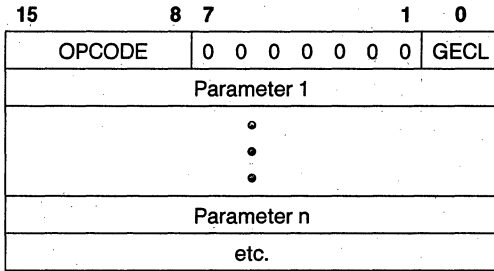 15 8 7 1 0
OPCODE 0 0 0 0 0 0 0 GECL
Parameter 1
Parameter n
etc.